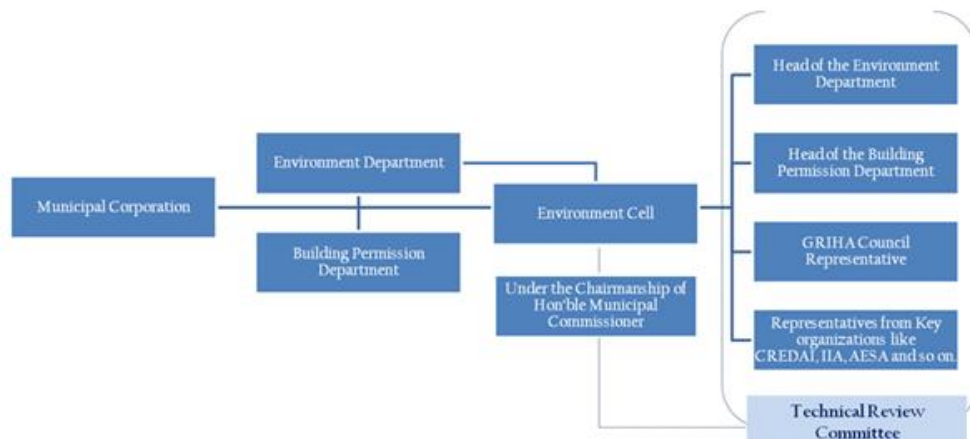 Municipal Corporation
Environment Department
Building Permission
Department
Environment Cell
Under the Chairmanship of
Hon'ble Municipal
Commissioner
Head of the Environment
Department
Head of the Building
Permission Department
GRIHA Council
Representative
Representatives from Key
organizations like
CREDAI, IIA, AESA and so on.
Technical Review
Committee